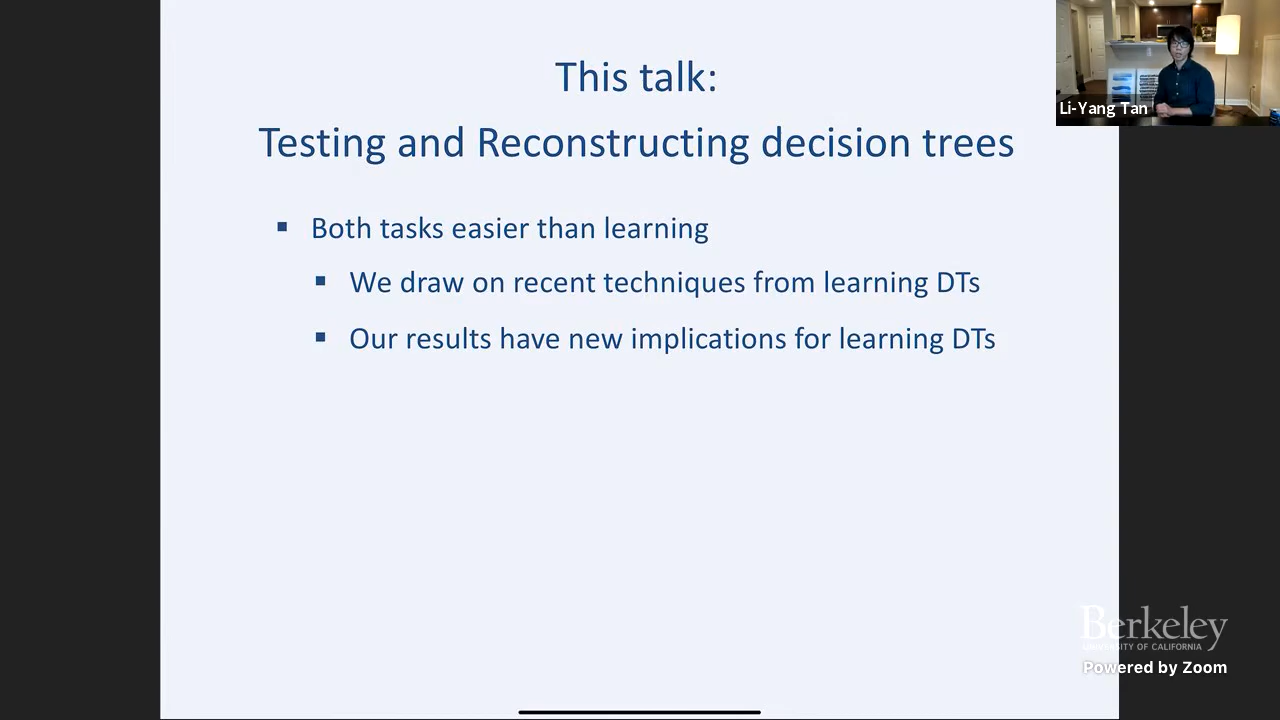 This talk:
Testing and Reconstructing decision trees
▪ Both tasks easier than learning
▪ We draw on recent techniques from learning DTs
▪ Our results have new implications for learning DTs
Li-Yang Tan
Berkeley
UNIVERSITY OF CALIFORNIA
Powered by Zoom